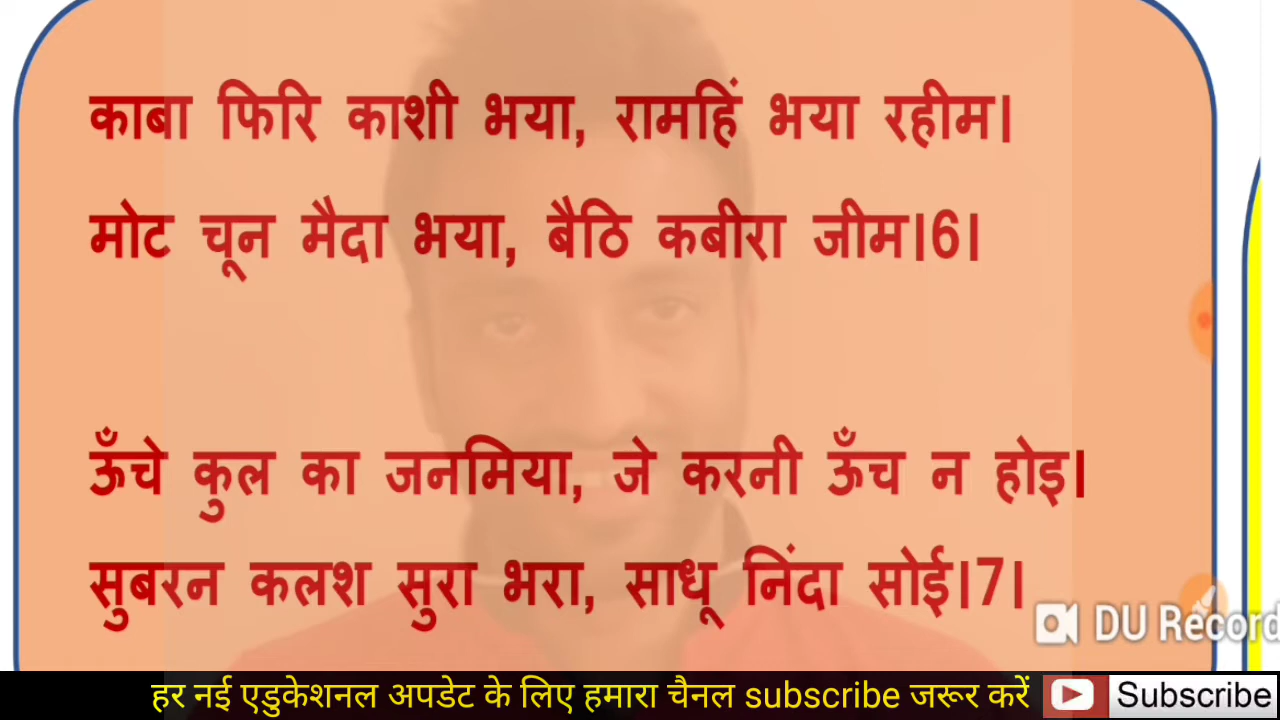 काबा फिरि काशी भया, रामहिं भया रहीम।
मोट चून मैदा भया, बैठि कबीरा जीम।6।
ऊँचे कुल का जनमिया, जे करनी ऊँच न होइ।
सुबरन कलश सुरा भरा, साधू निंदा सोई।7।
DU Record
हर नई एडुकेशनल अपडेट के लिए हमारा चैनल subscribe जरूर करें
Subscribe